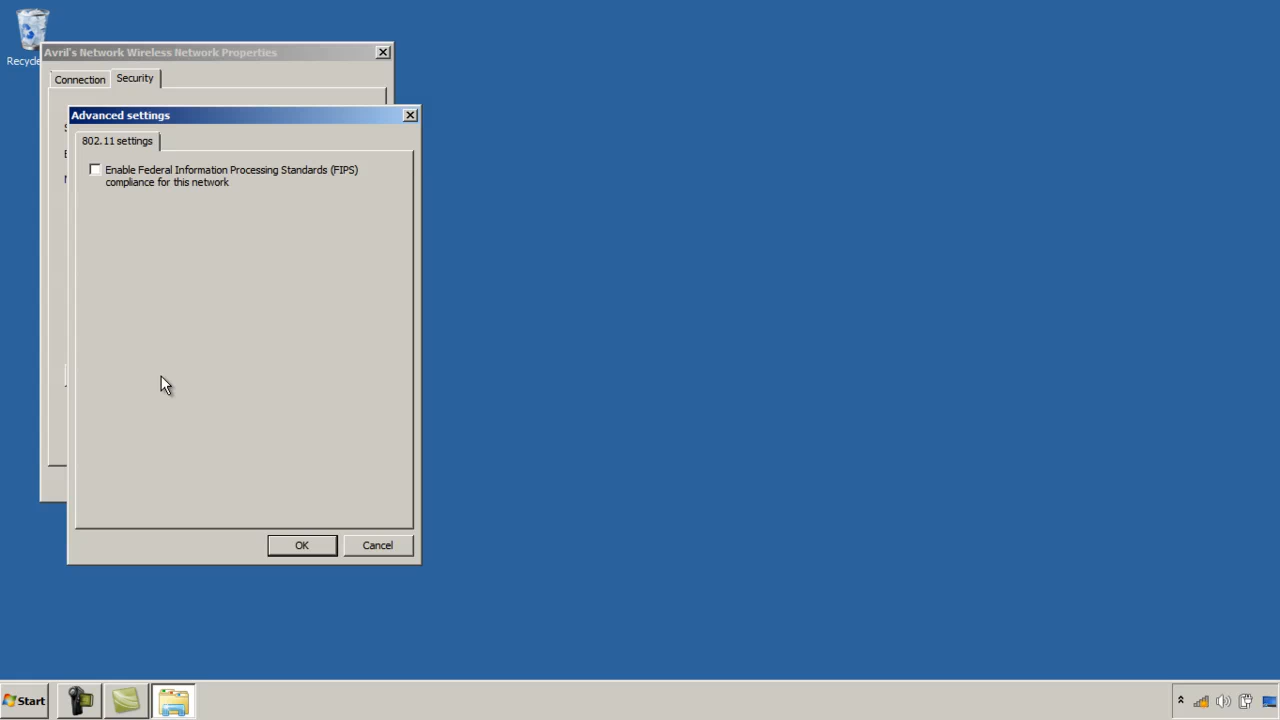 Recycle
Avril's Network Wireless Network Properties
Connection
Security
Advanced settings
802.11 settings
Enable Federal Information Processing Standards (FIPS)
compliance for this network
OK
Cancel
Start